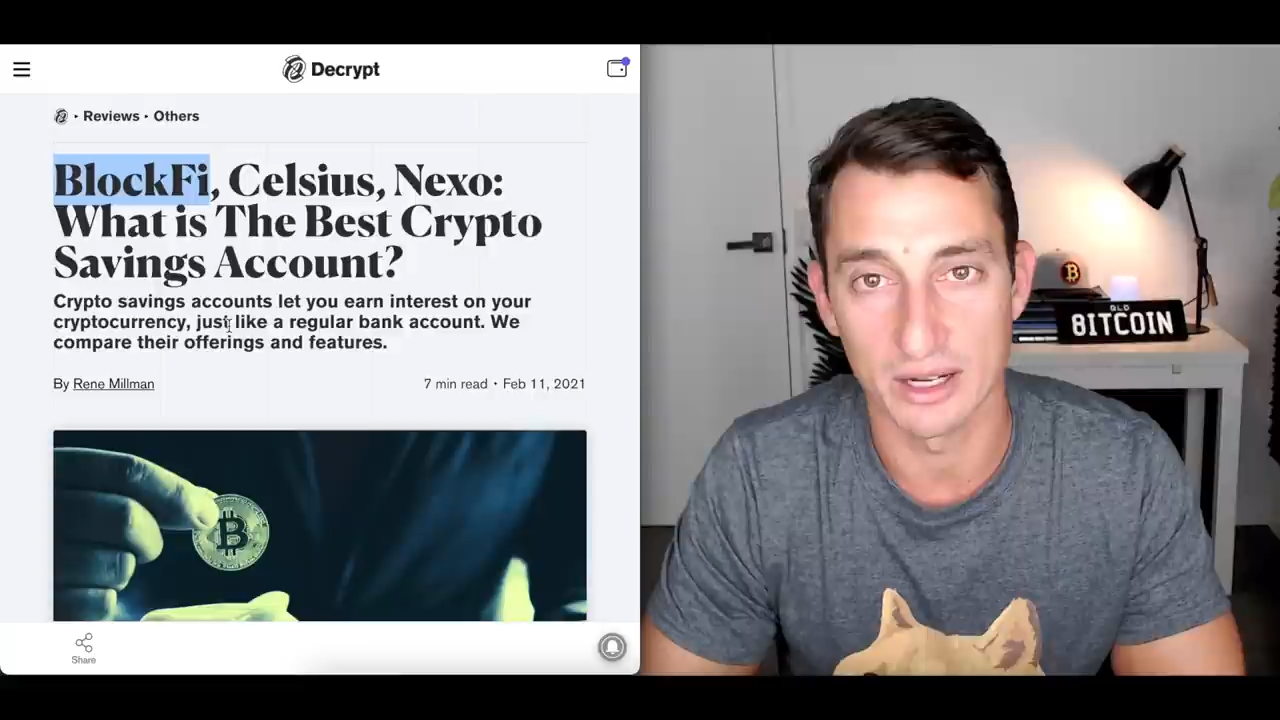 Decrypt
Reviews · Others
BlockFi, Celsius, Nexo:
What is The Best Crypto
Savings Account?
Crypto savings accounts let you earn interest on your
cryptocurrency, just like a regular bank account. We
compare their offerings and features.
By Rene Millman
7 min read · Feb 11, 2021
Share
QLD
8ITCOIN